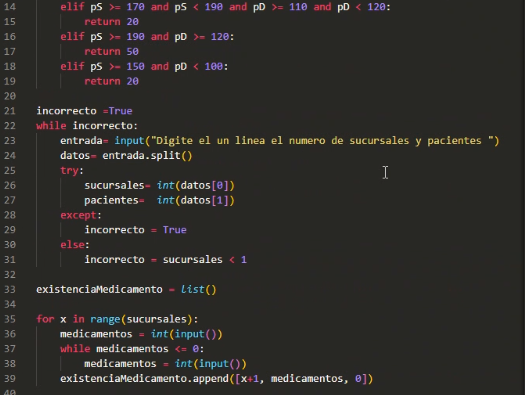 14 elif pS >= 170 and pS < 190 and pD >= 110 and pD < 120:
15 return 20
16 elif pS >= 190 and pD >= 120:
17 return 50
18 elif pS >= 150 and pD < 100:
19 return 20
20
21 incorrecto =True
22 while incorrecto:
23 entrada= input("Digite el un linea el numero de sucursales y pacientes ")
24 datos= entrada.split()
25 try:
26 sucursales= int(datos[0])
27 pacientes= int(datos[1])
28 except:
29 incorrecto = True
30 else:
31 incorrecto = sucursales < 1
32
33 existenciaMedicamento = list()
34
35 for x in range(sucursales):
36 medicamentos = int(input())
37 while medicamentos <= 0:
38 medicamentos = int(input())
39 existenciaMedicamento.append([x+1, medicamentos, 0])
40